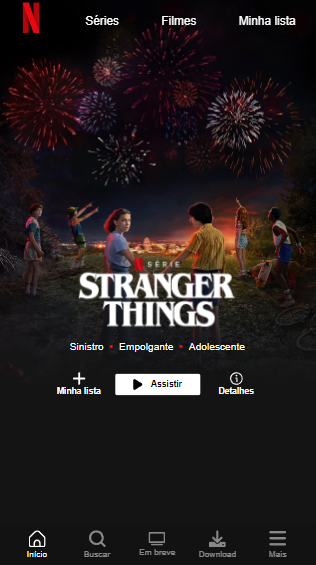 N
Séries Filmes Minha lista
N SÉRIE
STRANGER
THINGS
Sinistro • Empolgante • Adolescente
Minha lista Assistir Detalhes
Início Buscar Em breve Download Mais